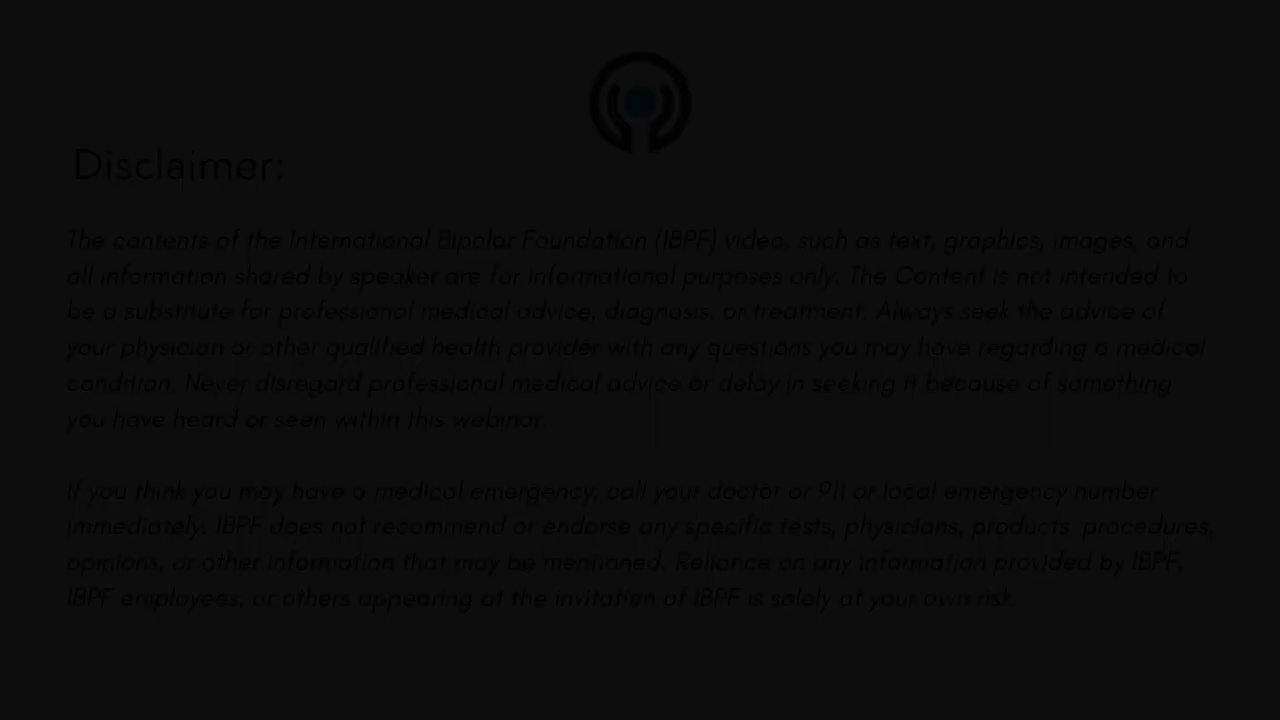 Disclaimer:
The contents of the International Bipolar Foundation (IBPF) video, such as text, graphics, images, and
all information shared by speaker are for informational purposes only. The Content is not intended to
be a substitute for professional medical advice, diagnosis, or treatment. Always seek the advice of
your physician or other qualified health provider with any questions you may have regarding a medical
condition. Never disregard professional medical advice or delay in seeking it because of something
you have heard or seen within this webinar.
If you think you may have a medical emergency, call your doctor or 911 or local emergency number
immediately. IBPF does not recommend or endorse any specific tests, physicians, products, procedures,
opinions, or other information that may be mentioned. Reliance on any information provided by IBPF,
IBPF employees, or others appearing at the invitation of IBPF is solely at your own risk.